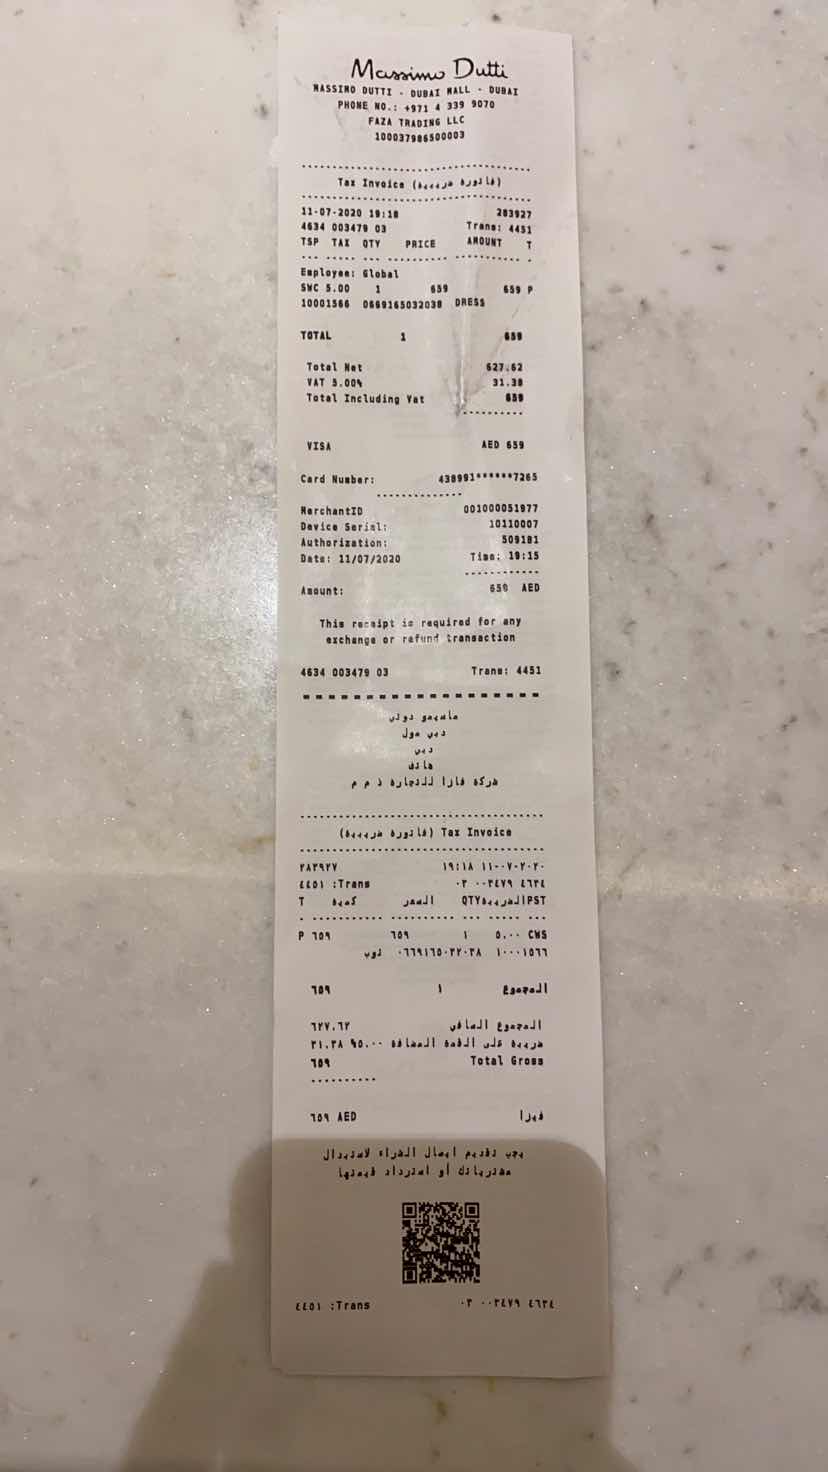 Massimo Dutti
MASSIMO DUTTI - DUBAI MALL - DUBAI
PHONE NO.: +971 4 339 9070
FAZA TRADING LLC
100037986500003
Tax Invoice (فاتورة ضريبية)
11-07-2020 19:18 283927
4634 003479 03 Trans: 4451
TSP TAX QTY PRICE AMOUNT T
Employee: Global
SWC 5.00 1 659 659 P
10001566 0669165032038 DRESS
TOTAL 1 659
Total Net 627.62
VAT 5.00% 31.38
Total Including Vat 659
VISA AED 659
Card Number: 438991******7265
MerchantID 001000051977
Device Serial: 10110007
Authorization: 509181
Date: 11/07/2020 Time: 19:15
Amount: 659 AED
This receipt is required for any
exchange or refund transaction
4634 003479 03 Trans: 4451
ماسيمو دوتي
دبي مول
دبي
هاتف
شركة فازا للتجارة ذ م م
(فاتورة ضريبية) Tax Invoice
٢٨٣٩٢٧ ١٩:١٨ ١١-٠٧-٢٠٢٠
٤٤٥١ :Trans ٠٣ ٠٠٣٤٧٩ ٤٦٣٤
T كمية السعر QTYالضريبةPST
P ٦٥٩ ٦٥٩ ١ ٥.٠٠ CWS
ثوب ٠٦٦٩١٦٥٠٣٢٠٣٨ ١٠٠٠١٥٦٦
٦٥٩ ١ المجموع
٦٢٧.٦٢ المجموع الصافي
٣١.٣٨ %٥.٠٠ ضريبة على القمة المضافة
٦٥٩ Total Gross
٦٥٩ AED فيزا
يجب تقديم ايصال الشراء لاستبدال
مشترياتك أو استرداد قيمتها
٤٤٥١ :Trans ٠٣ ٠٠٣٤٧٩ ٤٦٣٤